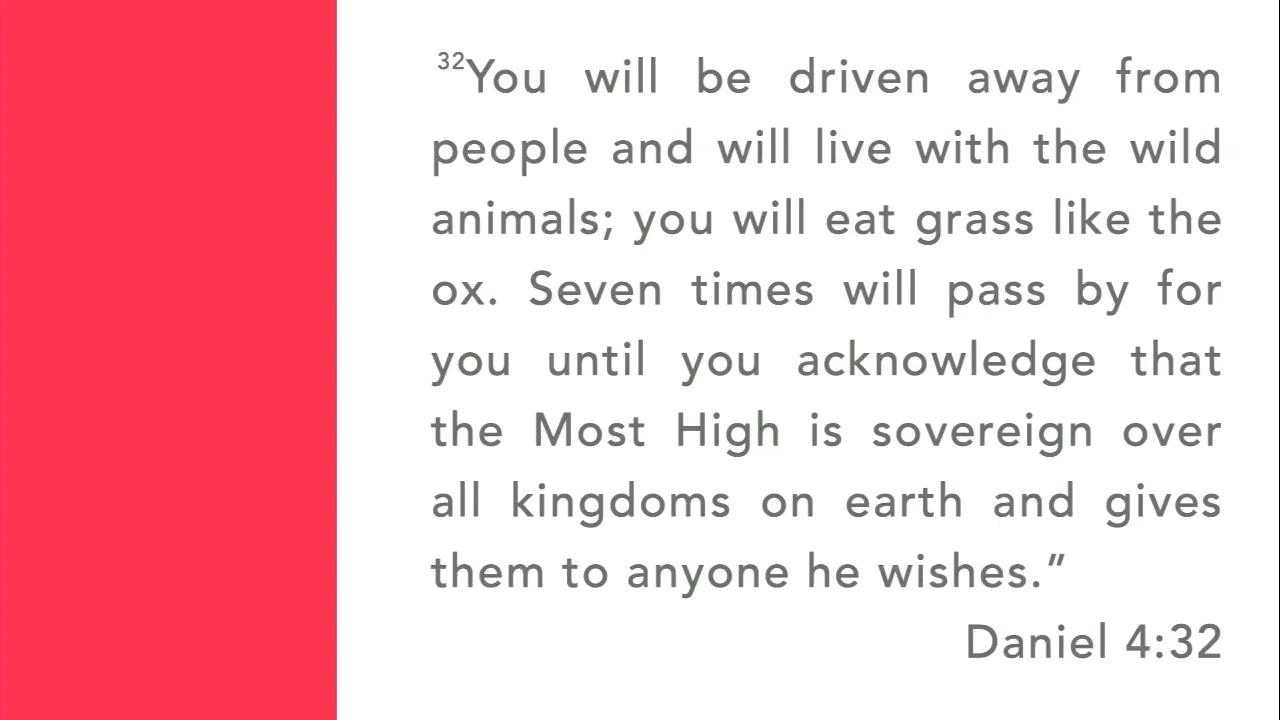 32You will be driven away from
people and will live with the wild
animals; you will eat grass like the
ox. Seven times will pass by for
you until you acknowledge that
the Most High is sovereign over
all kingdoms on earth and gives
them to anyone he wishes.”
Daniel 4:32